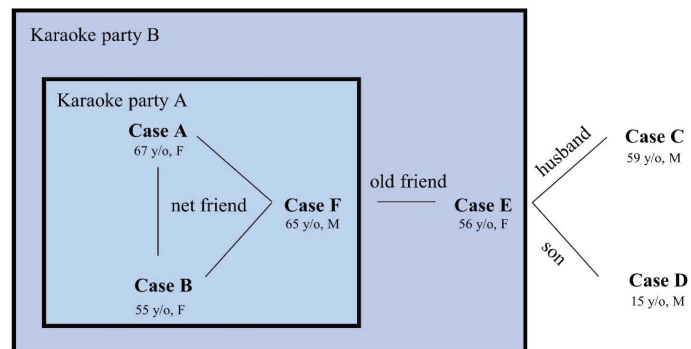 Karaoke party B
Karaoke party A
Case A
67 y/o, F
net friend
Case B
55 y/o, F
Case F
65 y/o, M
old friend
Case E
56 y/o, F
husband
Case C
59 y/o, M
son
Case D
15 y/o, M